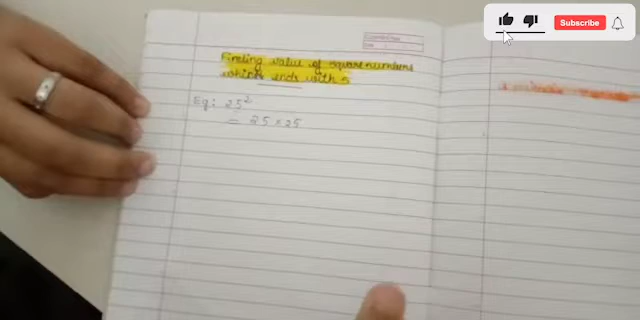 Finding value of square numbers
which ends with 5
Eg: 25²
= 25 × 25
Subscribe